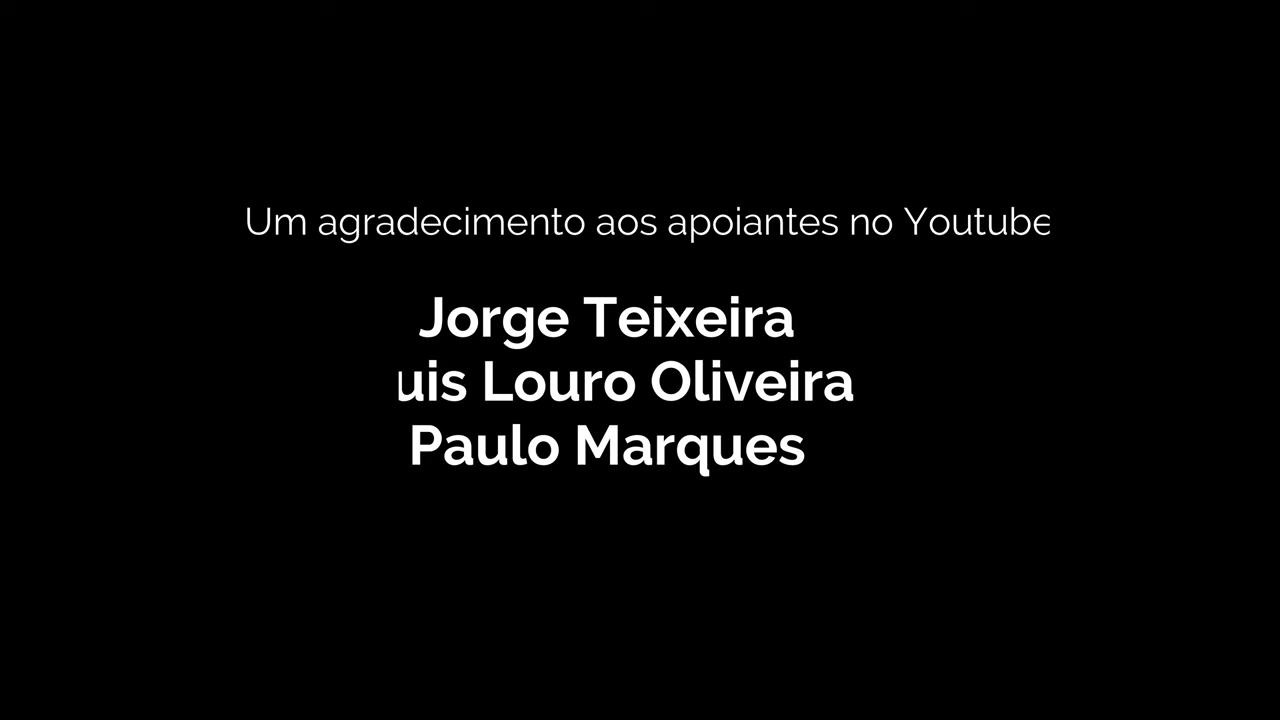 Um agradecimento aos apoiantes no Youtube
Jorge Teixeira
uis Louro Oliveira
Paulo Marques